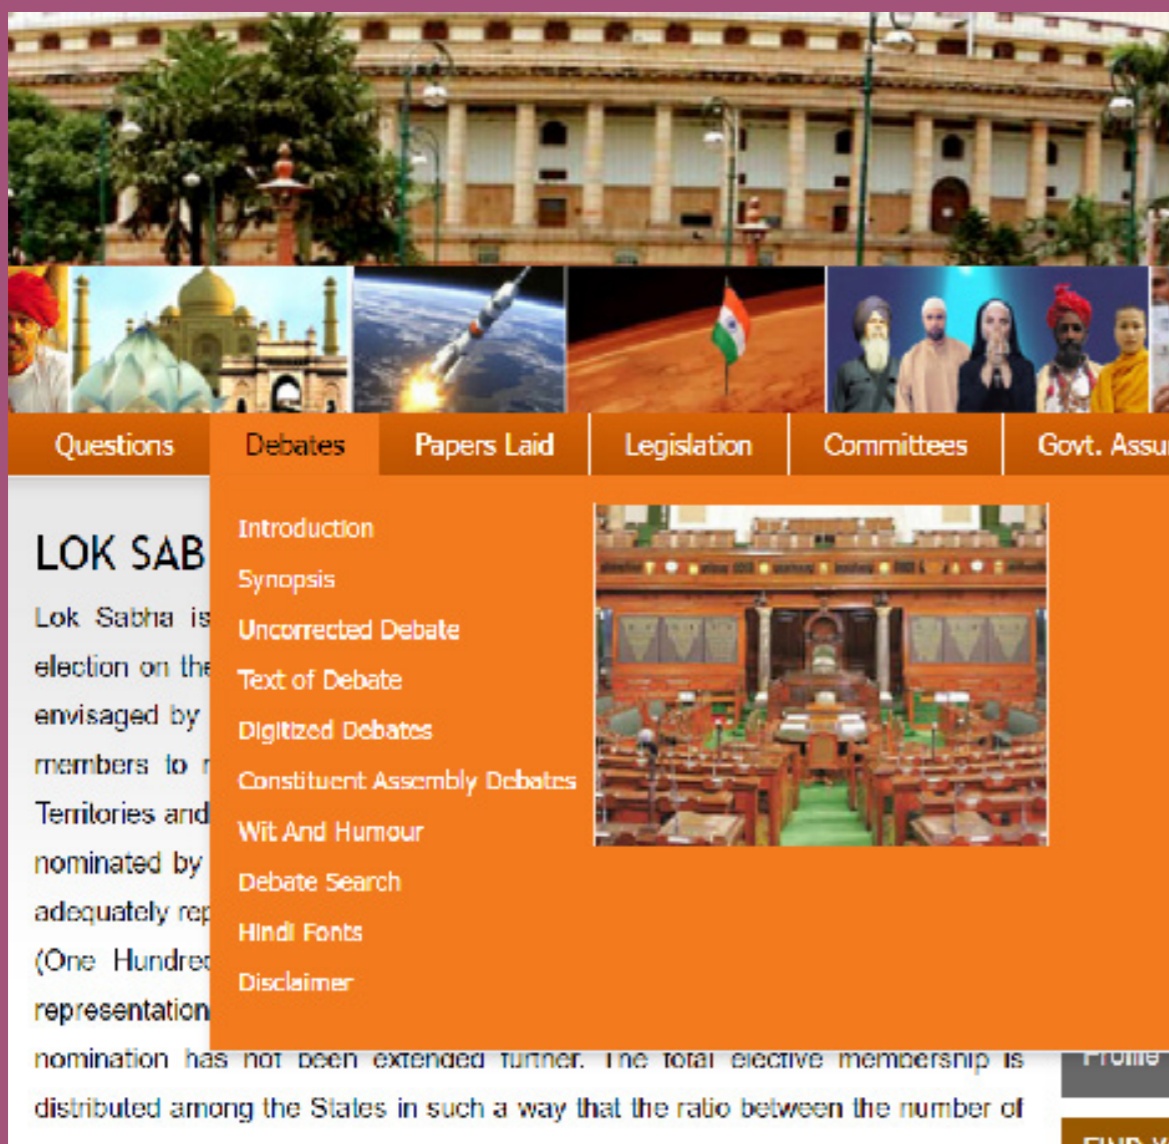 Questions Debates Papers Laid Legislation Committees Govt. Assu
Introduction
Synopsis
Uncorrected Debate
Text of Debate
Digitized Debates
Constituent Assembly Debates
Wit And Humour
Debate Search
Hindi Fonts
Disclaimer
LOK SAB
Lok Sabha is
election on the
envisaged by
members to
Territories and
nominated by
adequately rep
(One Hundred
representation
nomination has not been extended further. The total elective membership is
distributed among the States in such a way that the ratio between the number of
Profile
FIND